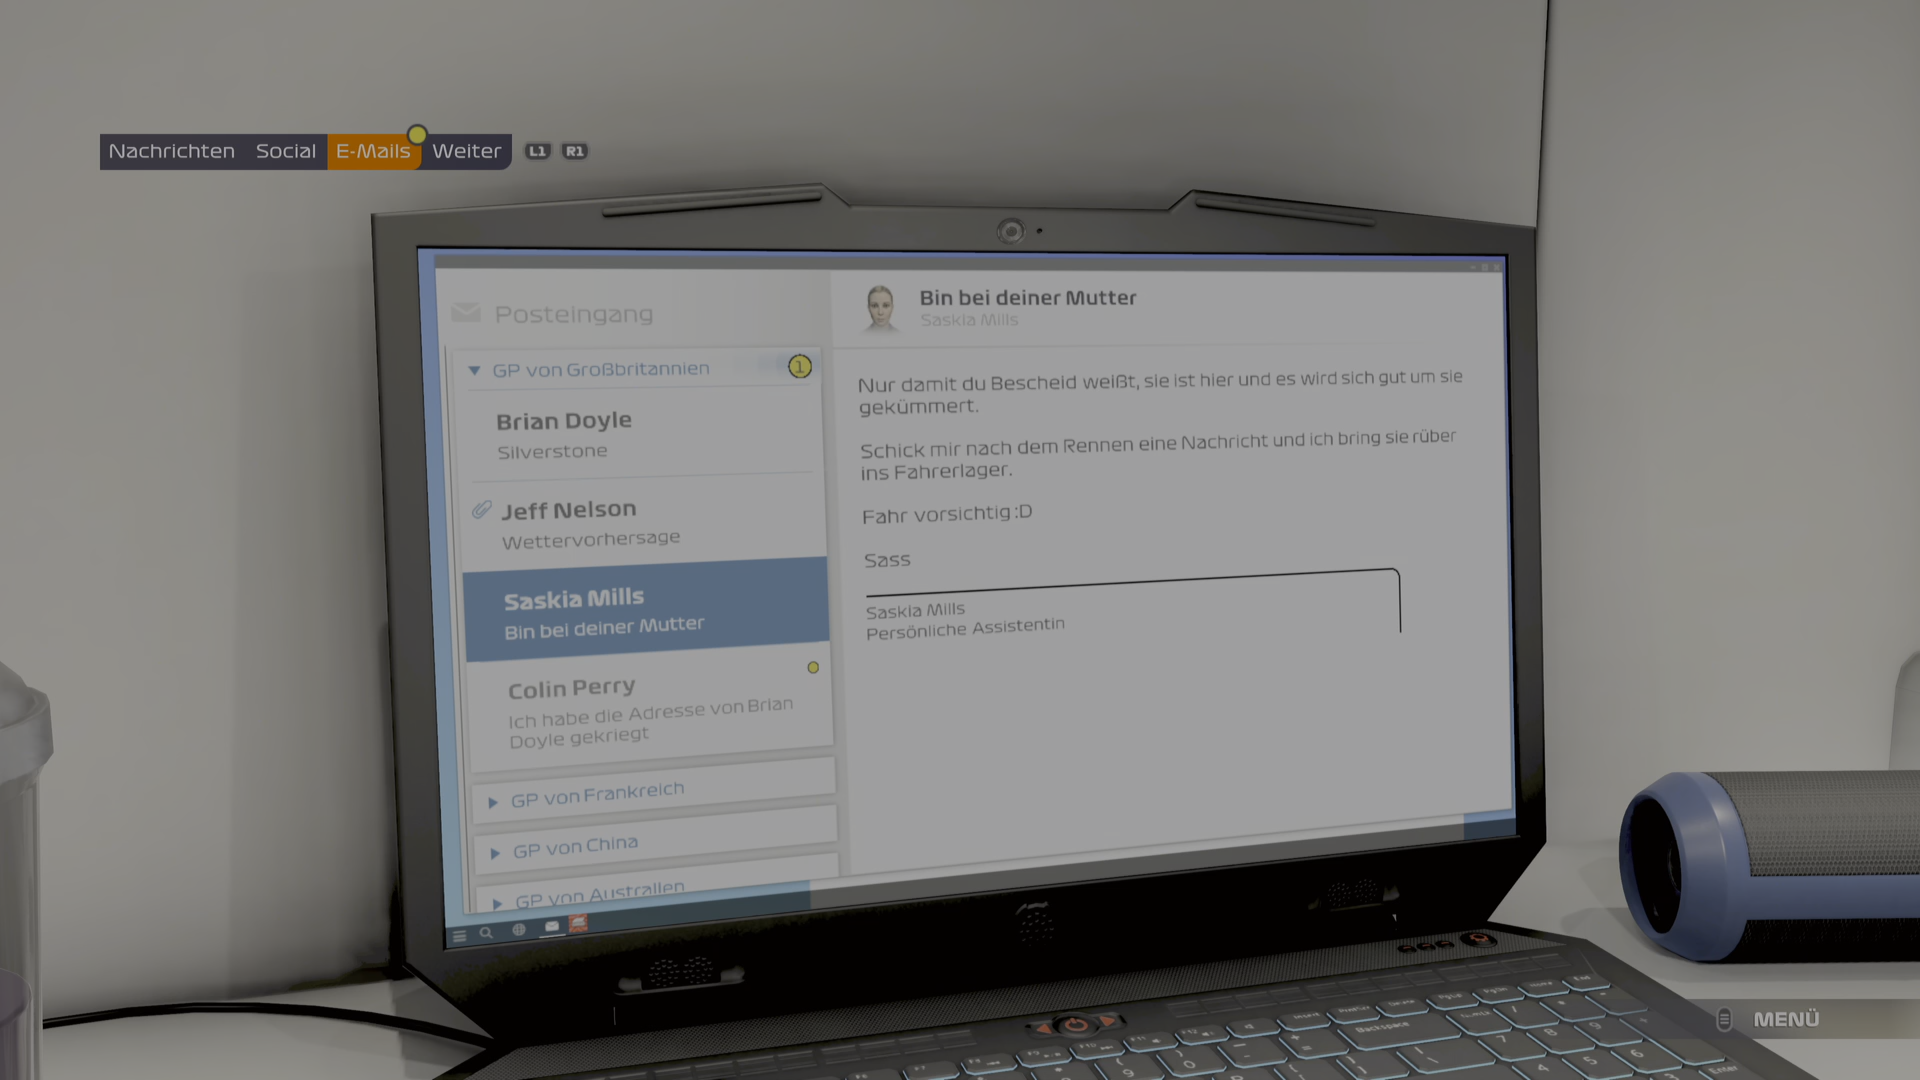 Nachrichten Social E-Mails Weiter L1 R1
Posteingang
GP von Großbritannien 1
Brian Doyle
Silverstone
Jeff Nelson
Wettervorhersage
Saskia Mills
Bin bei deiner Mutter
Colin Perry
Ich habe die Adresse von Brian
Doyle gekriegt
GP von Frankreich
GP von China
GP von Australien
Bin bei deiner Mutter
Saskia Mills
Nur damit du Bescheid weißt, sie ist hier und es wird sich gut um sie
gekümmert.
Schick mir nach dem Rennen eine Nachricht und ich bring sie rüber
ins Fahrerlager.
Fahr vorsichtig :D
Sass
Saskia Mills
Persönliche Assistentin
Backspace
Enter
MENÜ